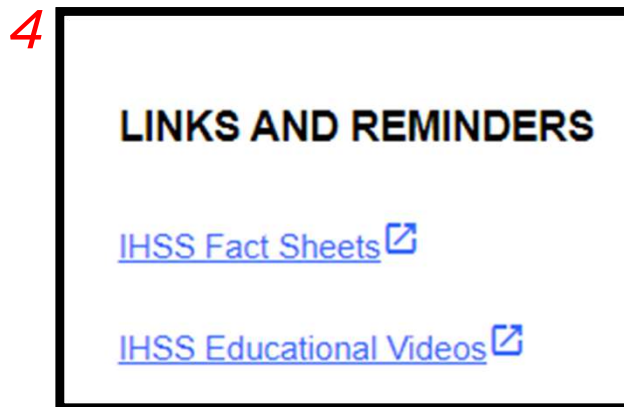 4
LINKS AND REMINDERS
IHSS Fact Sheets
IHSS Educational Videos